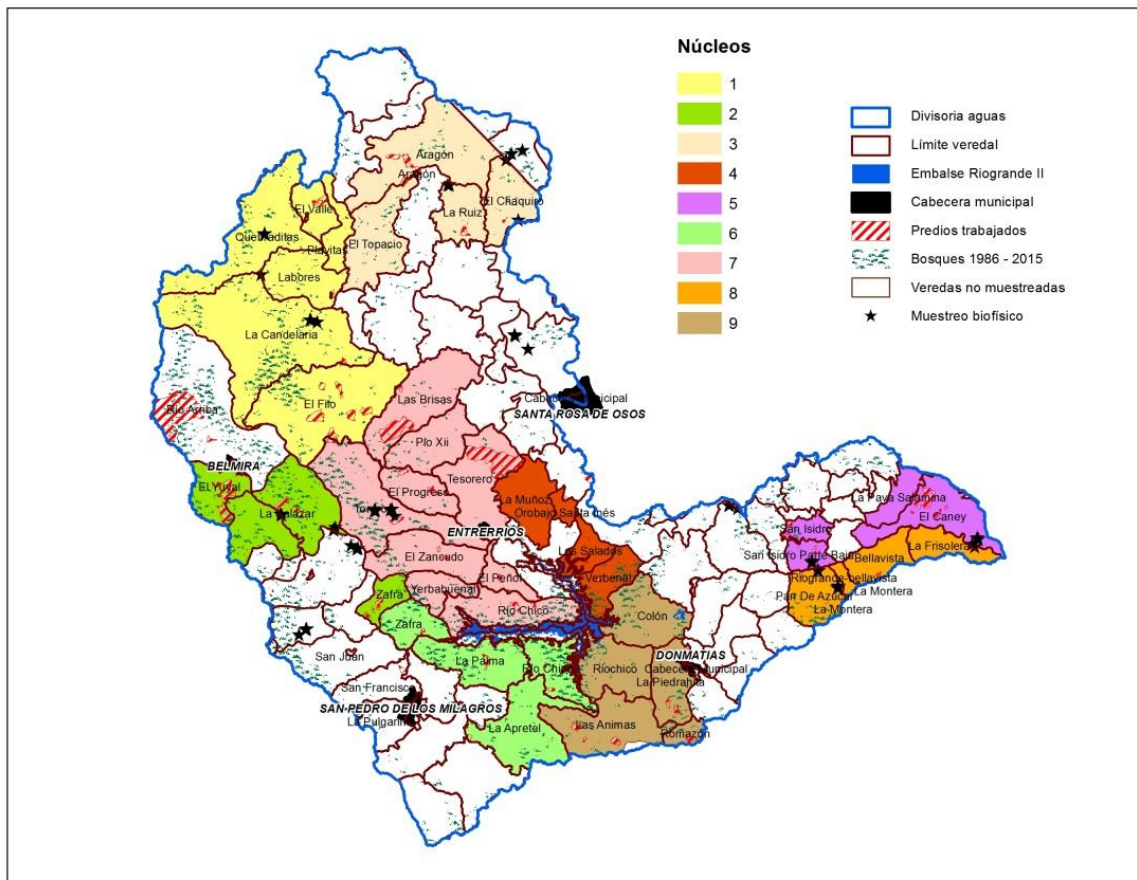 Núcleos
1
2
3
4
5
6
7
8
9
Divisoria aguas
Límite veredal
Embalse Riogrande II
Cabecera municipal
Predios trabajados
Bosques 1986 - 2015
Veredas no muestreadas
Muestreo biofísico
Aragón
Aragón
El Chaquiro
La Ruiz
El Valle
Quebraditas
Playitas
El Topacio
Labores
La Candelaria
El Filo
Las Brisas
Río Arriba
Pío Xii
SANTA ROSA DE OSOS
BELMIRA
El Yuyal
La Salazar
El Progreso
Tesorero
La Muñoz
Orobajo Santa Inés
ENTRERRÍOS
El Zancudo
Los Salados
Verbenal
El Peñol
Yerbabuenal
Zafra
Zafra
Río Chico
Colón
La Palma
Río Chico
Ríochico
DONMATIAS
Cabecera Municipal
La Piedrahita
San Juan
San Francisco
SAN PEDRO DE LOS MILAGROS
La Pulgarina
La Apretel
Las Animas
Romazón
La Paya Salamina
El Caney
San Isidro
San Isidro Parte Baja
La Frisolera
Bellavista
Riogrande-bellavista
La Montera
Pan De Azúcar
La Montera